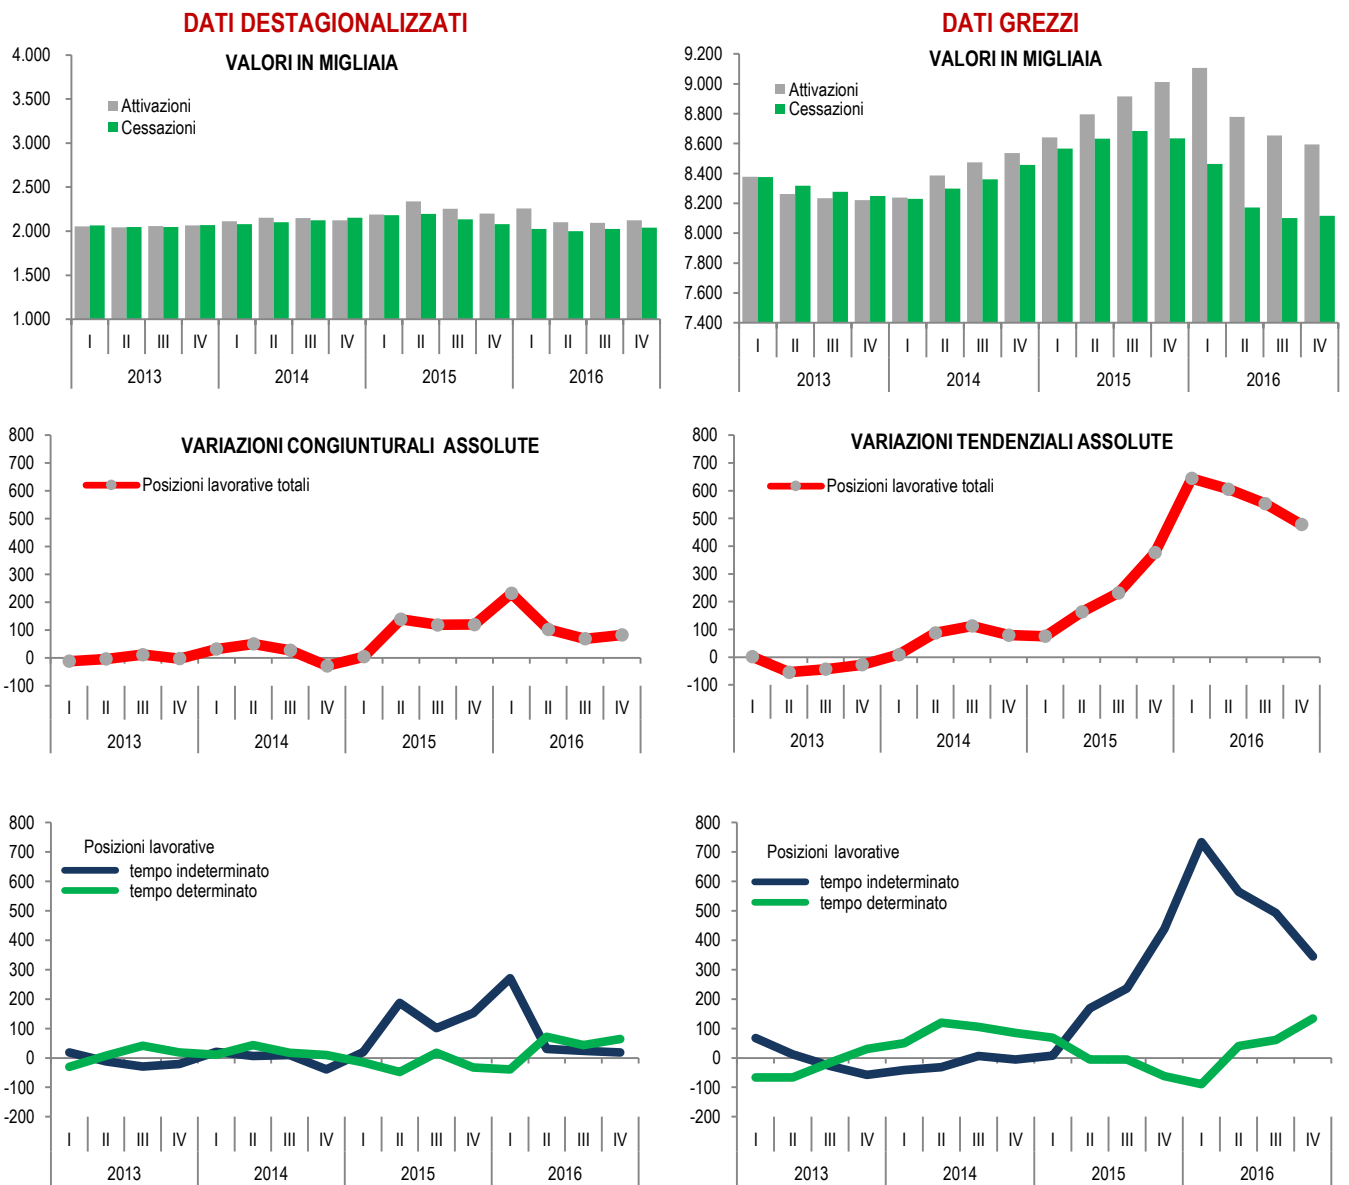 DATI DESTAGIONALIZZATI
VALORI IN MIGLIAIA
4.000
3.500
3.000
2.500
2.000
1.500
1.000
Attivazioni
Cessazioni
I II III IV I II III IV I II III IV I II III IV
2013 2014 2015 2016
DATI GREZZI
VALORI IN MIGLIAIA
9.200
9.000
8.800
8.600
8.400
8.200
8.000
7.800
7.600
7.400
Attivazioni
Cessazioni
I II III IV I II III IV I II III IV I II III IV
2013 2014 2015 2016
VARIAZIONI CONGIUNTURALI ASSOLUTE
800
700
600
500
400
300
200
100
0
-100
Posizioni lavorative totali
I II III IV I II III IV I II III IV I II III IV
2013 2014 2015 2016
VARIAZIONI TENDENZIALI ASSOLUTE
800
700
600
500
400
300
200
100
0
-100
Posizioni lavorative totali
I II III IV I II III IV I II III IV I II III IV
2013 2014 2015 2016
800
700
600
500
400
300
200
100
0
-100
-200
Posizioni lavorative
tempo indeterminato
tempo determinato
I II III IV I II III IV I II III IV I II III IV
2013 2014 2015 2016
800
700
600
500
400
300
200
100
0
-100
-200
Posizioni lavorative
tempo indeterminato
tempo determinato
I II III IV I II III IV I II III IV I II III IV
2013 2014 2015 2016